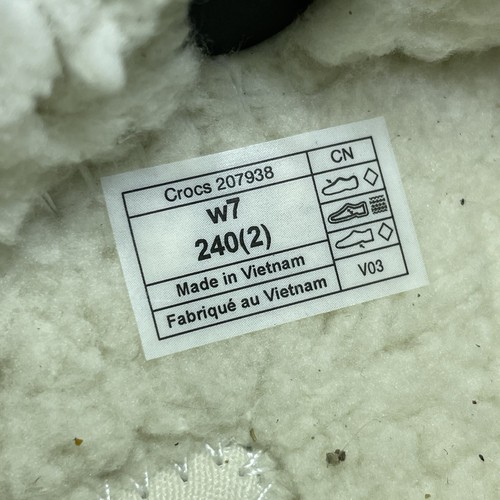 Crocs 207938
w7
240(2)
Made in Vietnam
Fabriqué au Vietnam
CN
V03